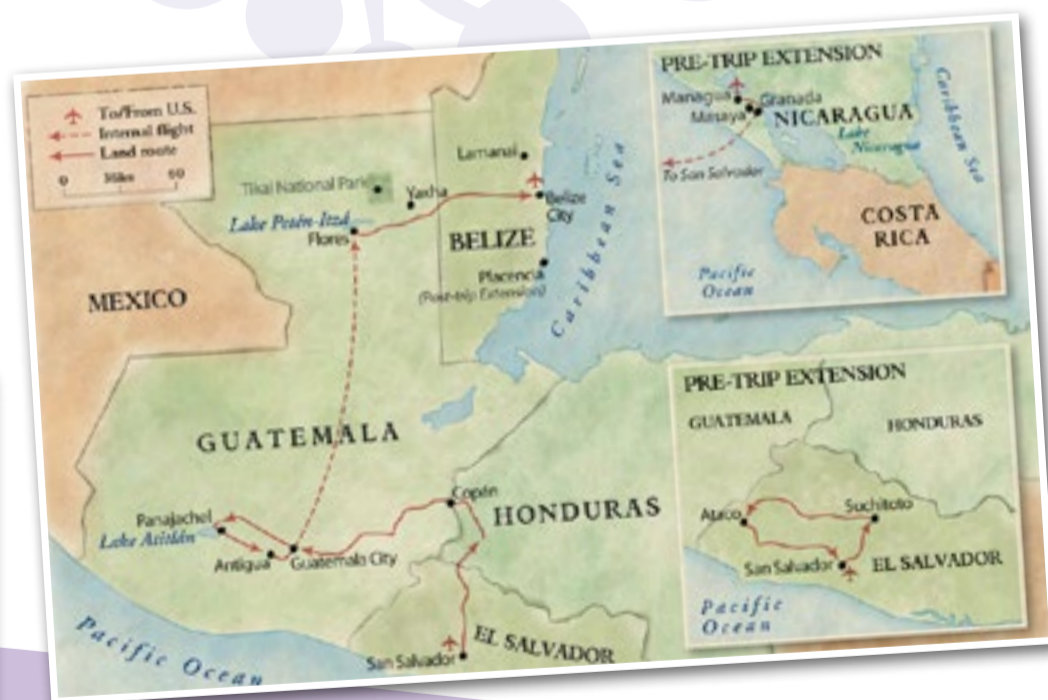 To/From U.S.
Internal flight
Land route
0 Miles 60
MEXICO
Tikal National Park
Lake Petén-Itzá
Flores
Yaxha
Lamanai
Belize
City
BELIZE
Placencia
(Post-trip Extension)
Caribbean Sea
GUATEMALA
Panajachel
Lake Atitlán
Antigua
Guatemala City
Copán
HONDURAS
San Salvador
EL SALVADOR
Pacific Ocean
PRE-TRIP EXTENSION
Managua
Granada
Masaya
NICARAGUA
Lake
Nicaragua
Caribbean Sea
To San Salvador
COSTA
RICA
Pacific
Ocean
PRE-TRIP EXTENSION
GUATEMALA
HONDURAS
Ataco
Suchitoto
San Salvador
EL SALVADOR
Pacific
Ocean